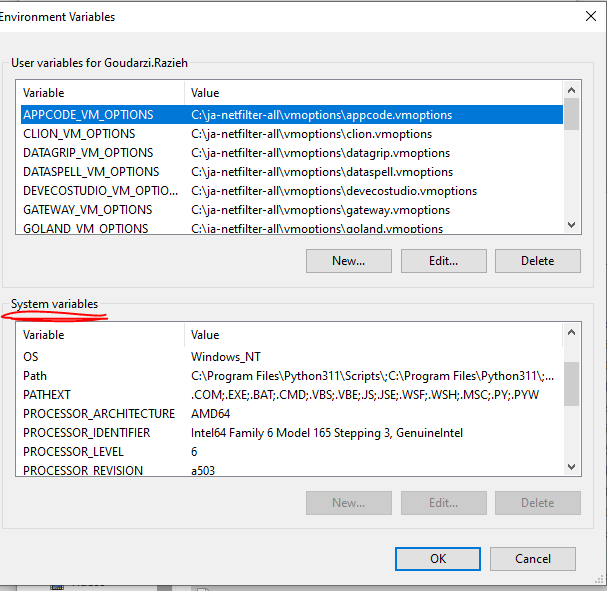 Environment Variables
User variables for Goudarzi.Razieh
Variable Value
APPCODE_VM_OPTIONS C:\ja-netfilter-all\vmoptions\appcode.vmoptions
CLION_VM_OPTIONS C:\ja-netfilter-all\vmoptions\clion.vmoptions
DATAGRIP_VM_OPTIONS C:\ja-netfilter-all\vmoptions\datagrip.vmoptions
DATASPELL_VM_OPTIONS C:\ja-netfilter-all\vmoptions\dataspell.vmoptions
DEVECOSTUDIO_VM_OPTIO... C:\ja-netfilter-all\vmoptions\devecostudio.vmoptions
GATEWAY_VM_OPTIONS C:\ja-netfilter-all\vmoptions\gateway.vmoptions
GOLAND_VM_OPTIONS C:\ja-netfilter-all\vmoptions\goland.vmoptions
New... Edit... Delete
System variables
Variable Value
OS Windows_NT
Path C:\Program Files\Python311\Scripts\;C:\Program Files\Python311\;...
PATHEXT .COM;.EXE;.BAT;.CMD;.VBS;.VBE;.JS;.JSE;.WSF;.WSH;.MSC;.PY;.PYW
PROCESSOR_ARCHITECTURE AMD64
PROCESSOR_IDENTIFIER Intel64 Family 6 Model 165 Stepping 3, GenuineIntel
PROCESSOR_LEVEL 6
PROCESSOR_REVISION a503
New... Edit... Delete
OK Cancel